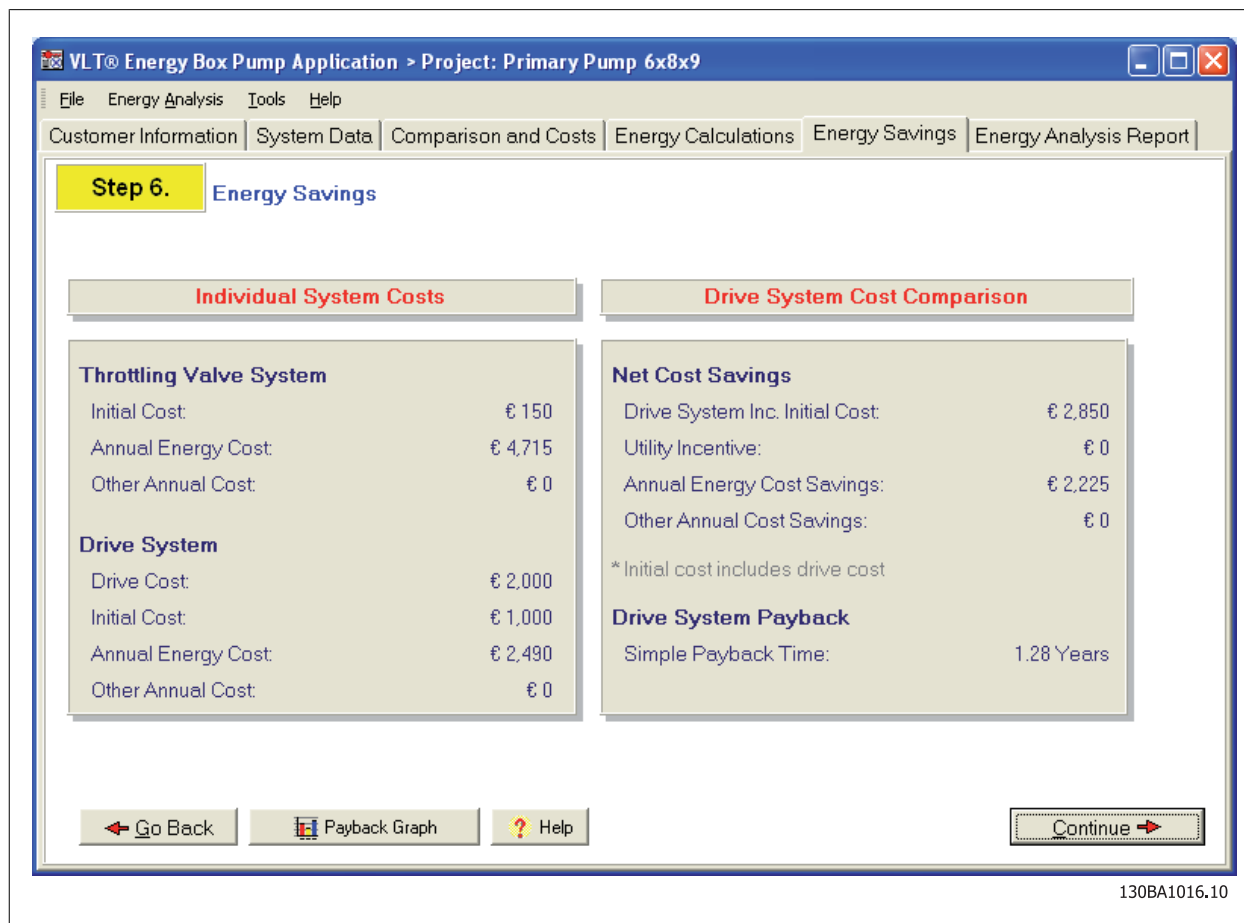 VLT® Energy Box Pump Application > Project: Primary Pump 6x8x9
File Energy Analysis Tools Help
Customer Information System Data Comparison and Costs Energy Calculations Energy Savings Energy Analysis Report
Step 6. Energy Savings
Individual System Costs
Throttling Valve System
Initial Cost: € 150
Annual Energy Cost: € 4,715
Other Annual Cost: € 0
Drive System
Drive Cost: € 2,000
Initial Cost: € 1,000
Annual Energy Cost: € 2,490
Other Annual Cost: € 0
Drive System Cost Comparison
Net Cost Savings
Drive System Inc. Initial Cost: € 2,850
Utility Incentive: € 0
Annual Energy Cost Savings: € 2,225
Other Annual Cost Savings: € 0
* Initial cost includes drive cost
Drive System Payback
Simple Payback Time: 1.28 Years
Go Back Payback Graph ? Help Continue
130BA1016.10